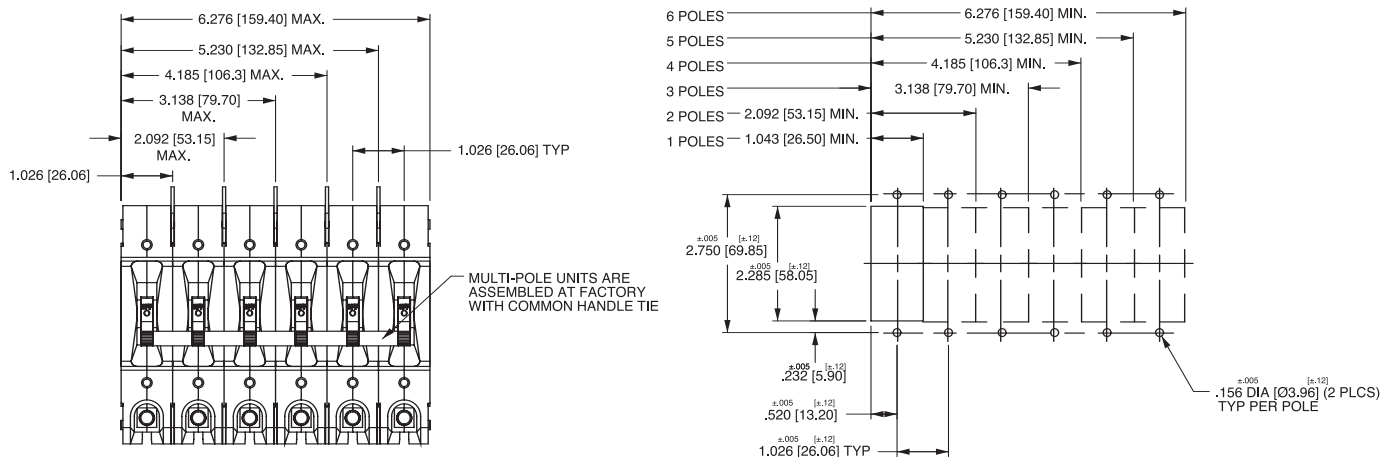 6.276 [159.40] MAX.
5.230 [132.85] MAX.
4.185 [106.3] MAX.
3.138 [79.70]
MAX.
2.092 [53.15]
MAX.
1.026 [26.06] TYP
1.026 [26.06]
MULTI-POLE UNITS ARE
ASSEMBLED AT FACTORY
WITH COMMON HANDLE TIE
6 POLES 6.276 [159.40] MIN.
5 POLES 5.230 [132.85] MIN.
4 POLES 4.185 [106.3] MIN.
3 POLES 3.138 [79.70] MIN.
2 POLES 2.092 [53.15] MIN.
1 POLES 1.043 [26.50] MIN.
±.005 [±.12]
2.750 [69.85]
±.005 [±.12]
2.285 [58.05]
±.005 [±.12]
.232 [5.90]
±.005 [±.12]
.520 [13.20]
±.005 [±.12]
1.026 [26.06] TYP
±.005 [±.12]
.156 DIA [Ø3.96] (2 PLCS)
TYP PER POLE